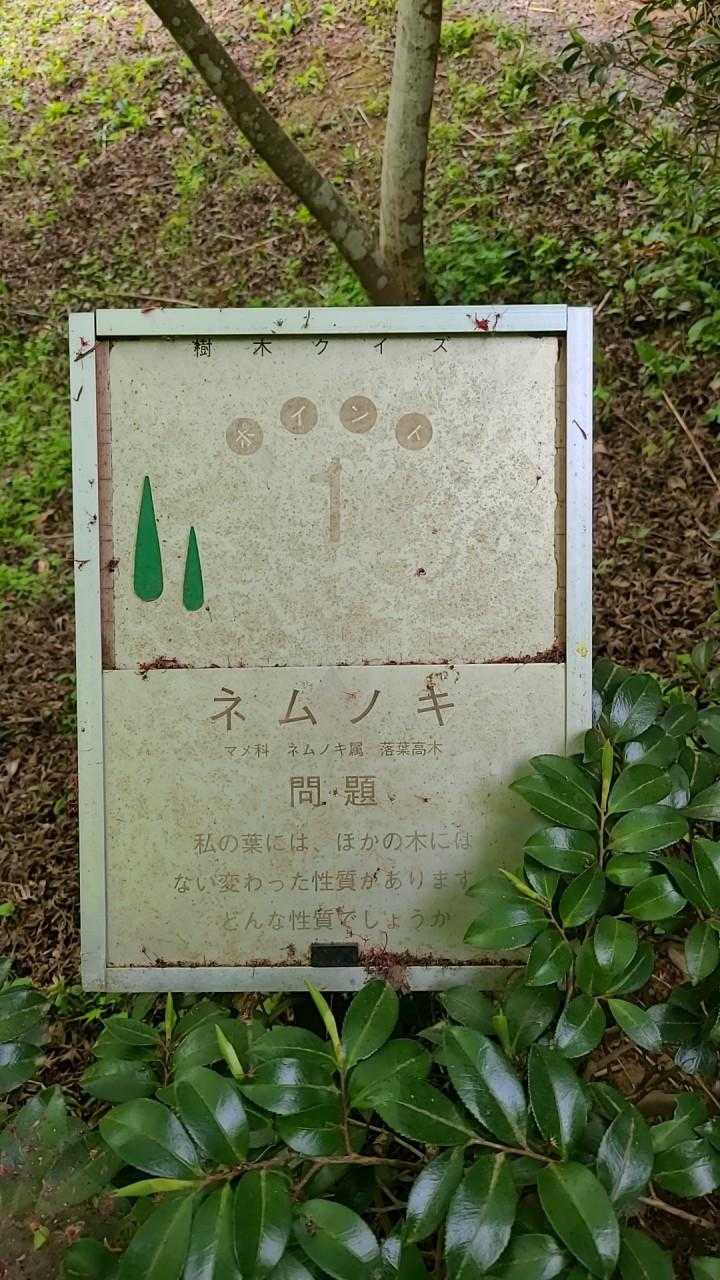 樹木クイズ
ポイント
1
ネムノキ
マメ科 ネムノキ属 落葉高木
問題
私の葉には、ほかの木には
ない変わった性質があります
どんな性質でしょうか